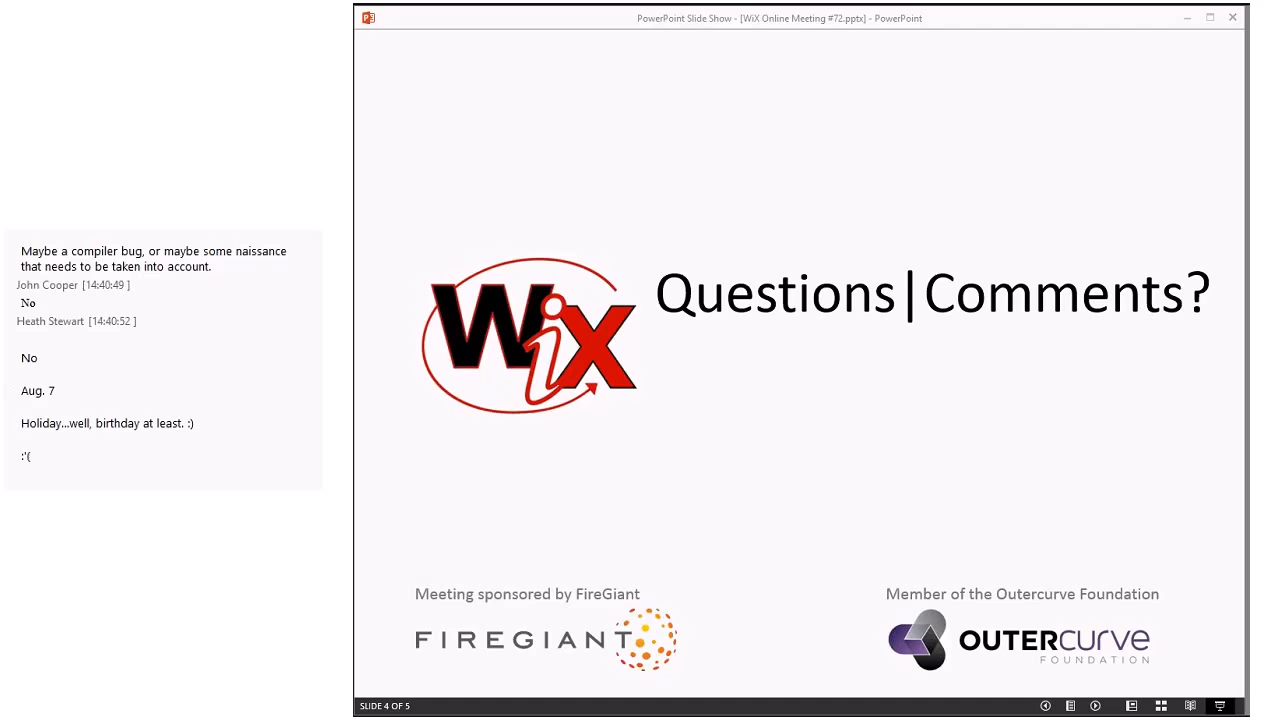 PowerPoint Slide Show - [WiX Online Meeting #72.pptx] - PowerPoint
Maybe a compiler bug, or maybe some naissance
that needs to be taken into account.
John Cooper [14:40:49 ]
No
Heath Stewart [14:40:52 ]
No
Aug. 7
Holiday...well, birthday at least. :)
:'(
WiX
Questions|Comments?
Meeting sponsored by FireGiant
FIREGIANT
Member of the Outercurve Foundation
OUTERCURVE
FOUNDATION
SLIDE 4 OF 5